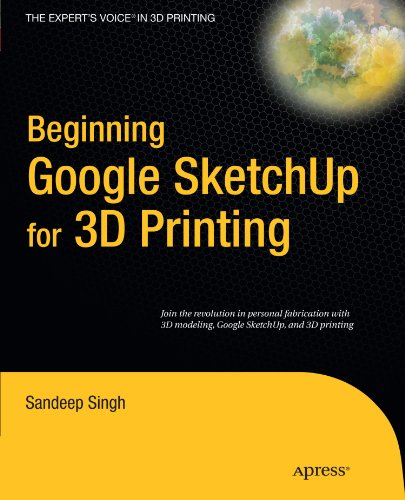 THE EXPERT'S VOICE® IN 3D PRINTING
Beginning
Google SketchUp
for 3D Printing
Join the revolution in personal fabrication with
3D modeling, Google SketchUp, and 3D printing
Sandeep Singh
Apress®